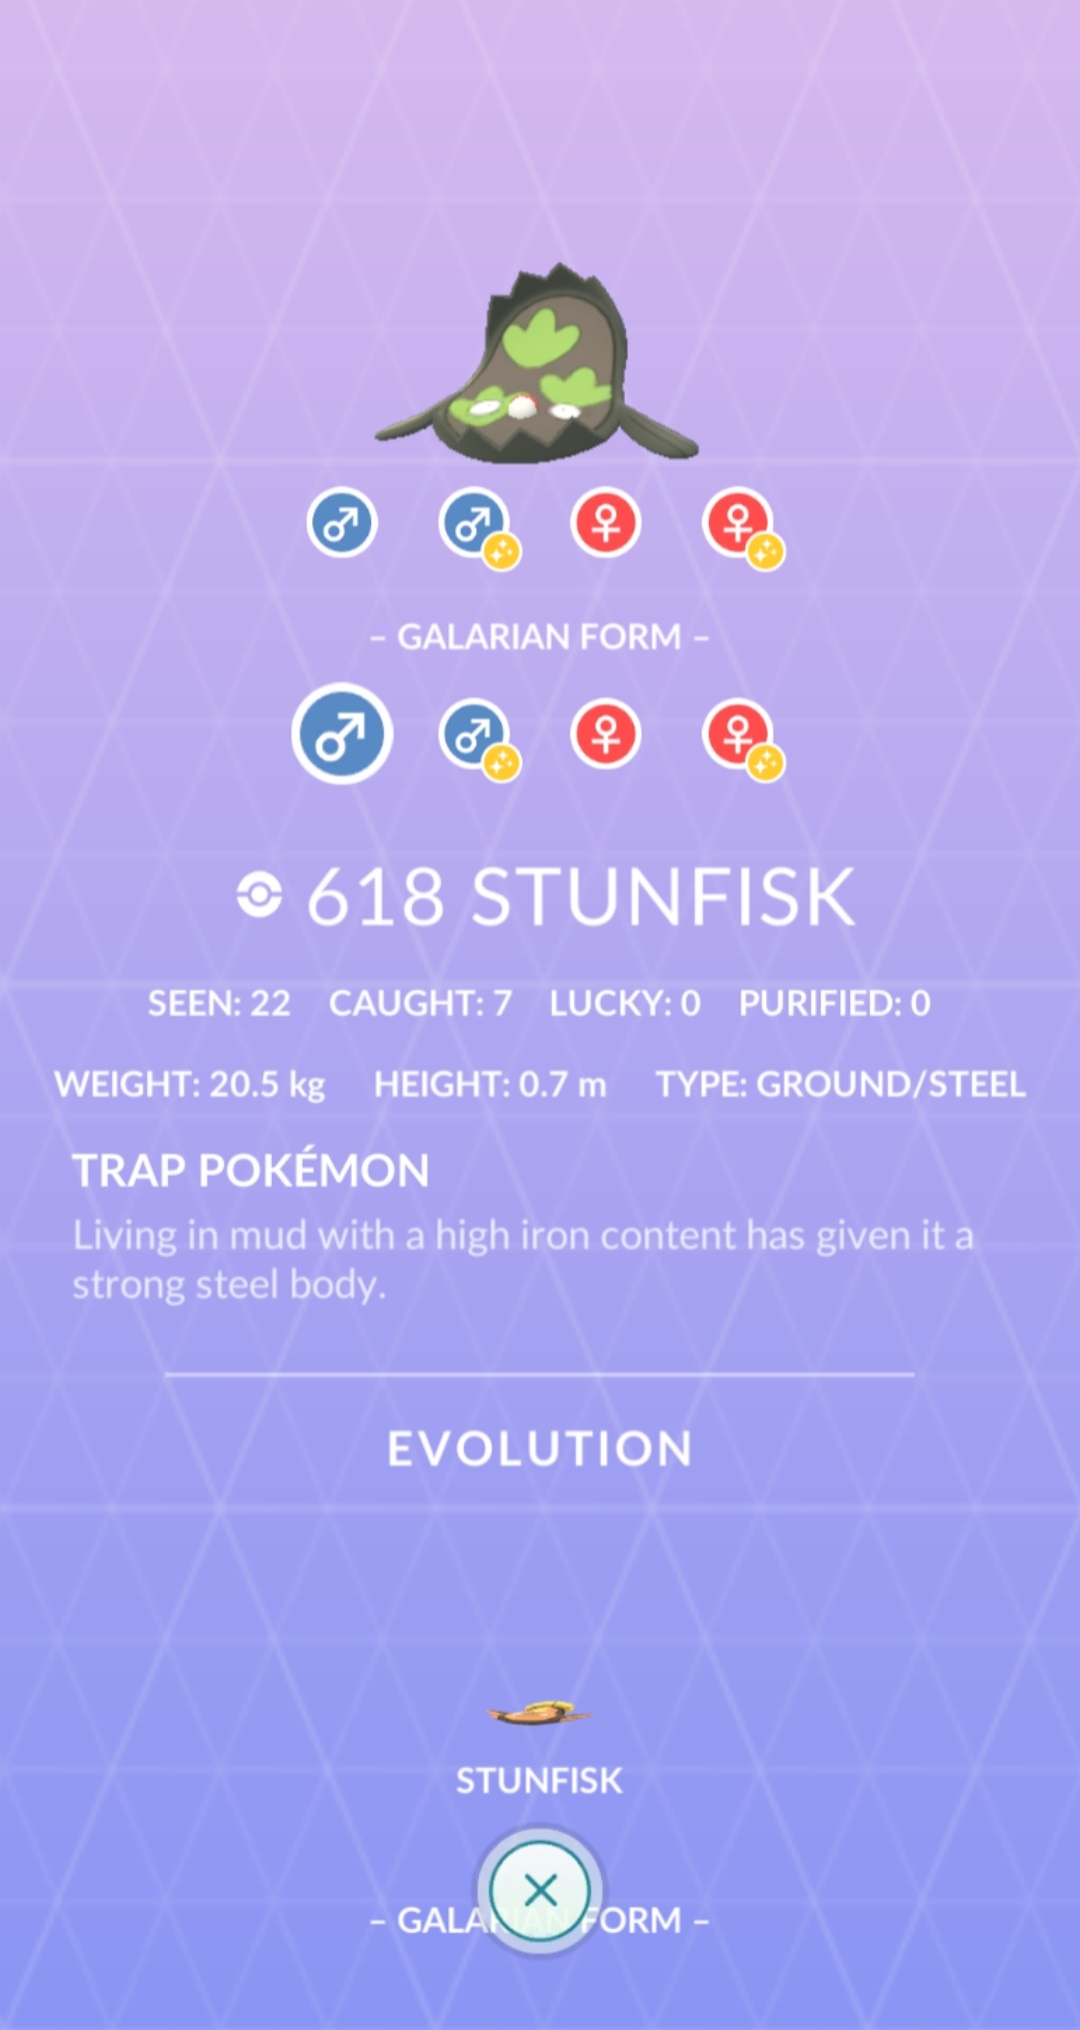 – GALARIAN FORM –
618 STUNFISK
SEEN: 22 CAUGHT: 7 LUCKY: 0 PURIFIED: 0
WEIGHT: 20.5 kg HEIGHT: 0.7 m TYPE: GROUND/STEEL
TRAP POKÉMON
Living in mud with a high iron content has given it a
strong steel body.
EVOLUTION
STUNFISK
– GALARIAN FORM –